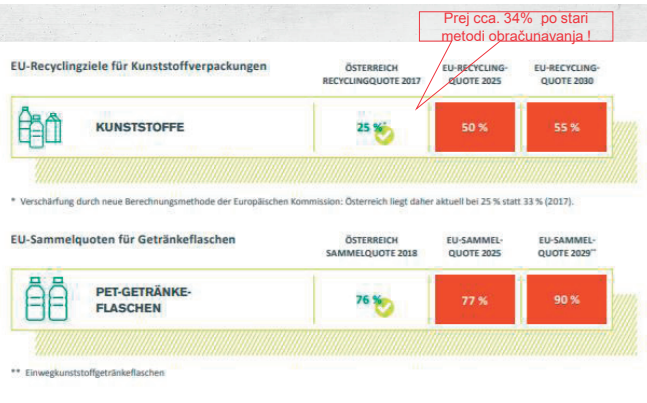 Prej cca. 34% po stari
metodi obračunavanja !
EU-Recyclingziele für Kunststoffverpackungen
ÖSTERREICH
RECYCLINGQUOTE 2017
EU-RECYCLING-
QUOTE 2025
EU-RECYCLING-
QUOTE 2030
KUNSTSTOFFE
25 %*
50 %
55 %
* Verschärfung durch neue Berechnungsmethode der Europäischen Kommission: Österreich liegt daher aktuell bei 25 % statt 33 % (2017).
EU-Sammelquoten für Getränkeflaschen
ÖSTERREICH
SAMMELQUOTE 2018
EU-SAMMEL-
QUOTE 2025
EU-SAMMEL-
QUOTE 2029**
PET-GETRÄNKE-
FLASCHEN
76 %
77 %
90 %
** Einwegkunststoffgetränkeflaschen